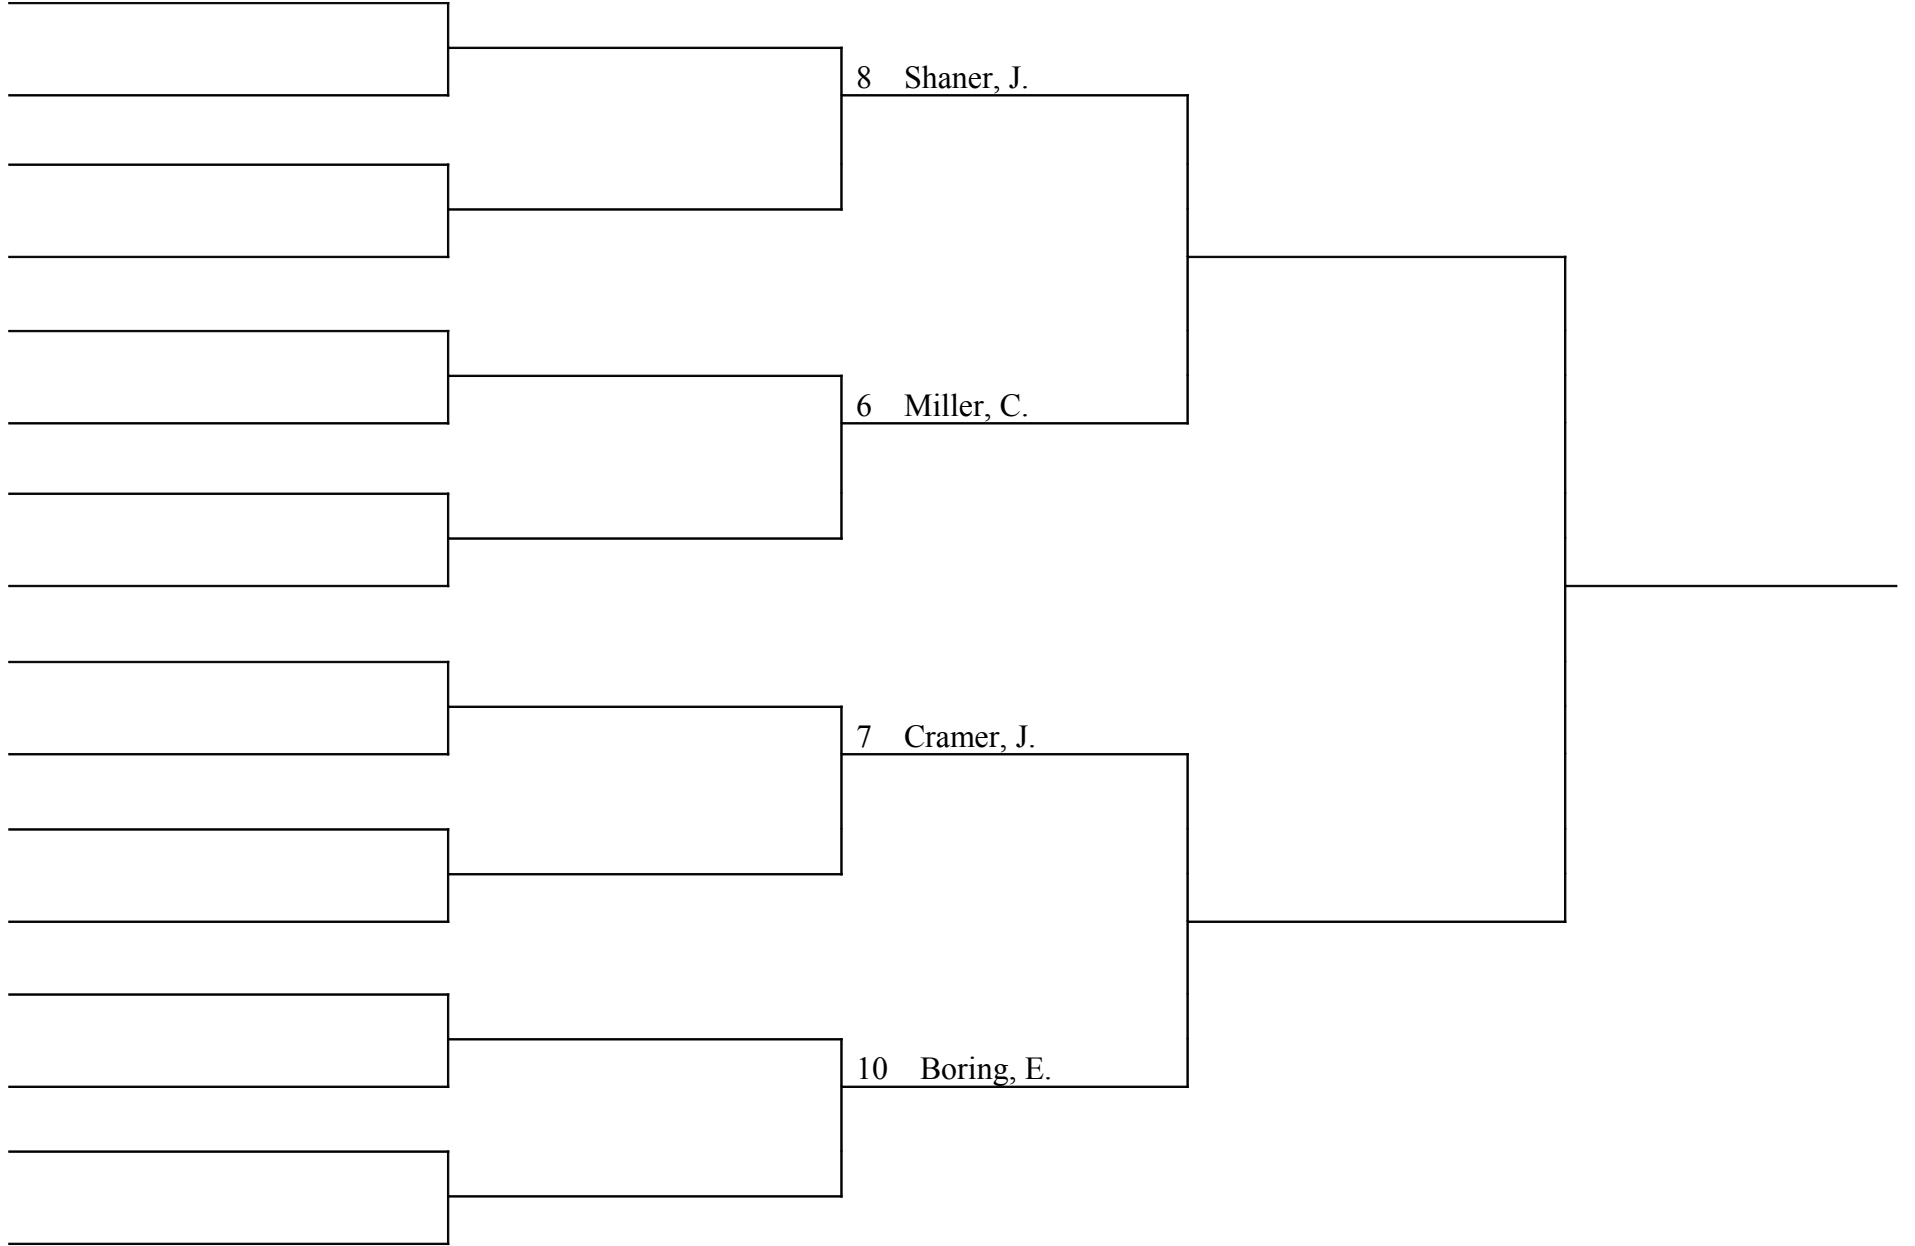 8 Shaner, J.
6 Miller, C.
7 Cramer, J.
10 Boring, E.